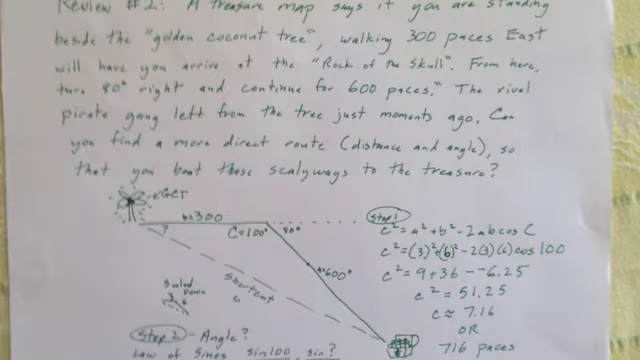 Review #2: A treasure map says if you are standing
beside the "golden coconut tree", walking 300 paces East
will have you arrive at the "Rock of the Skull". From here,
turn 80° right and continue for 600 paces." The rival
pirate gang left from the tree just moments ago. Can
you find a more direct route (distance and angle), so
that you beat those scalywags to the treasure?
GCT
b=300
C=100°
80°
?
a=600'
Shortcut
c
Scaled
Down
3 6
Step 1
c²=a²+b²-2abcosC
c²=(3)²+(6)²-2(3)(6)cos100
c²=9+36--6.25
c²=51.25
c≈7.16
OR
716 paces
Step 2 - Angle?
Law of Sines sin100 = sin?